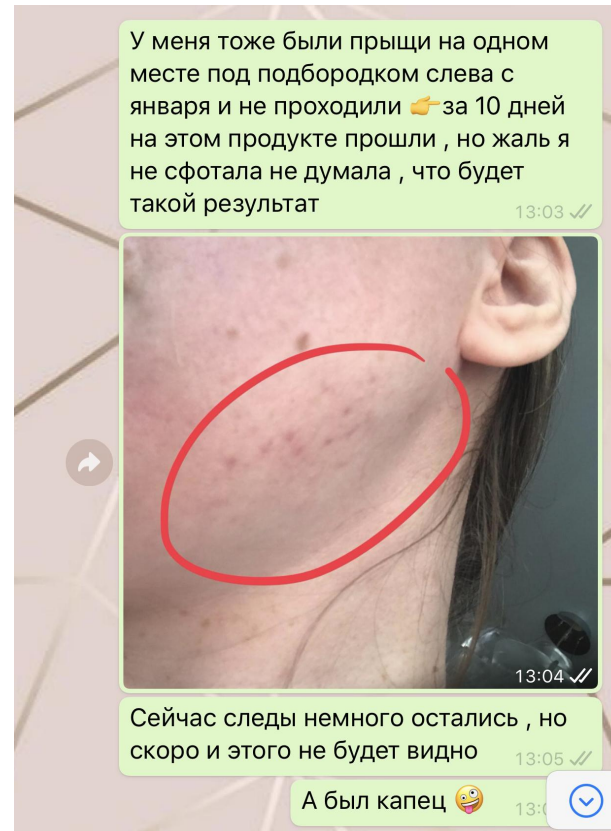 У меня тоже были прыщи на одном
месте под подбородком слева с
января и не проходили 👉за 10 дней
на этом продукте прошли , но жаль я
не сфотала не думала , что будет
такой результат
13:03
13:04
Сейчас следы немного остались , но
скоро и этого не будет видно
13:05
А был капец 🤪